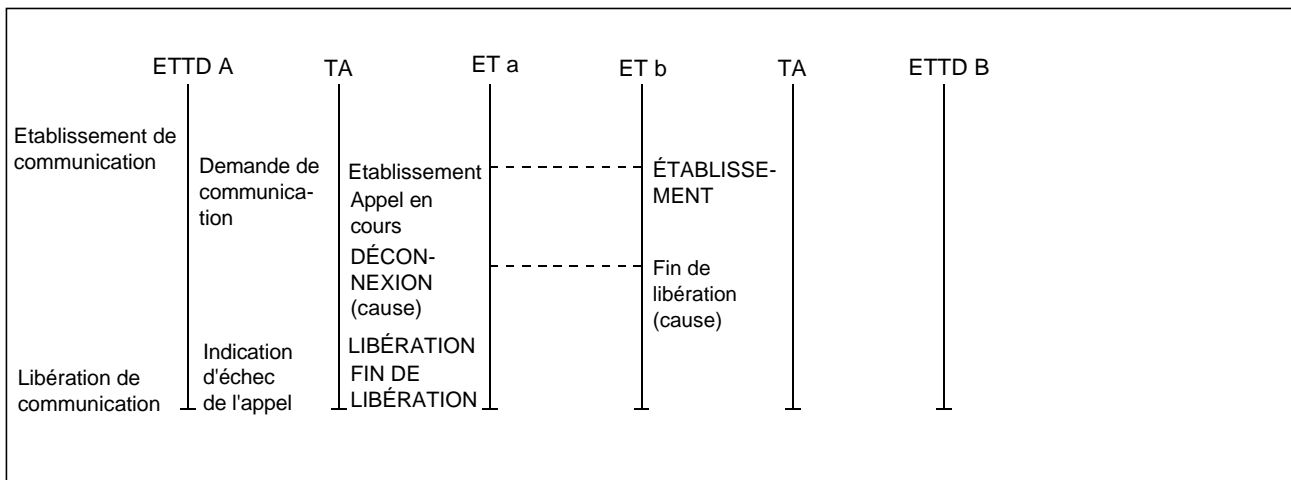 ETTD A
TA
ET a
ET b
TA
ETTD B
Etablissement de
communication
Demande de
communica-
tion
Etablissement
Appel en
cours
DÉCON-
NEXION
(cause)
ÉTABLISSE-
MENT
Fin de
libération
(cause)
Libération de
communication
Indication
d'échec
de l'appel
LIBÉRATION
FIN DE
LIBÉRATION